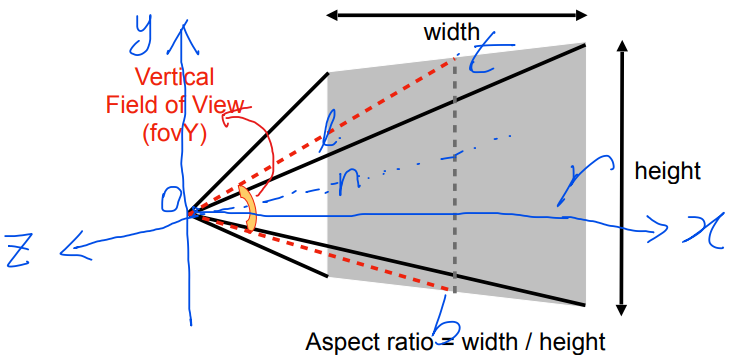 y
width
t
Vertical
Field of View
(fovY)
l
n
r
height
O
x
z
b
Aspect ratio = width / height